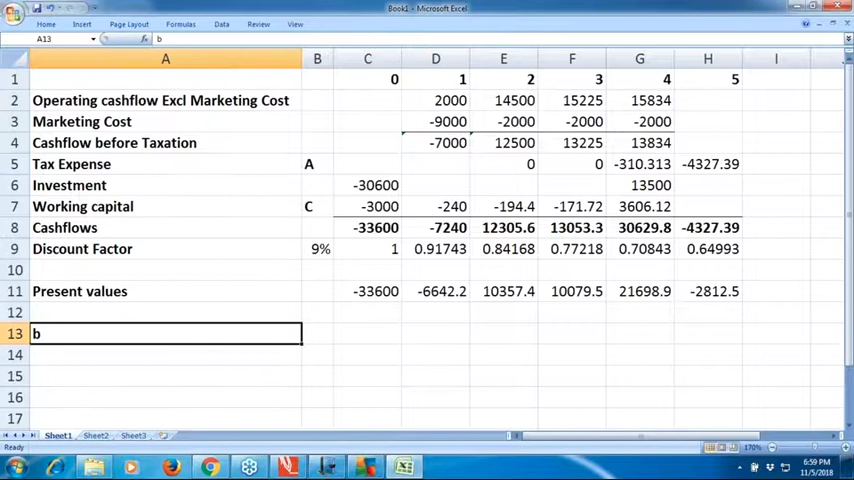 Book1 - Microsoft Excel
Home Insert Page Layout Formulas Data Review View
A13 b
A B C D E F G H I
1 0 1 2 3 4 5
2 Operating cashflow Excl Marketing Cost 2000 14500 15225 15834
3 Marketing Cost -9000 -2000 -2000 -2000
4 Cashflow before Taxation -7000 12500 13225 13834
5 Tax Expense A 0 0 -310.313 -4327.39
6 Investment -30600 13500
7 Working capital C -3000 -240 -194.4 -171.72 3606.12
8 Cashflows -33600 -7240 12305.6 13053.3 30629.8 -4327.39
9 Discount Factor 9% 1 0.91743 0.84168 0.77218 0.70843 0.64993
10
11 Present values -33600 -6642.2 10357.4 10079.5 21698.9 -2812.5
12
13 b
14
15
16
17
Sheet1 Sheet2 Sheet3
Ready 170%
6:59 PM
11/5/2018